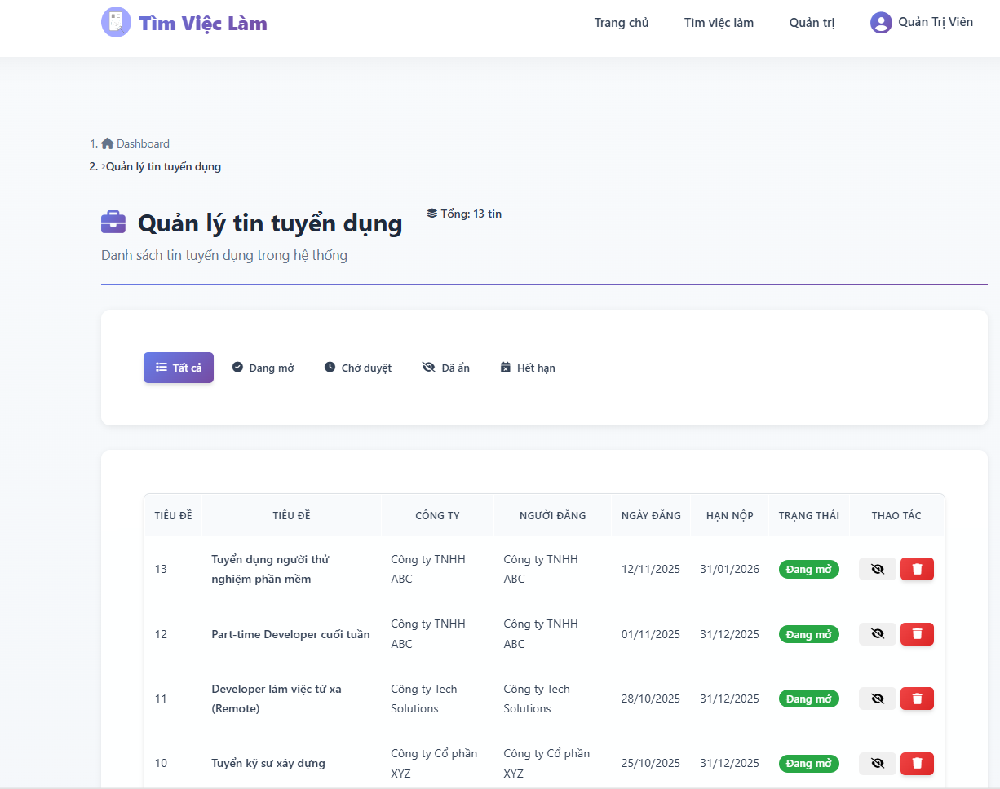 Tìm Việc Làm
Trang chủ
Tìm việc làm
Quản trị
Quản Trị Viên
1. Dashboard
2. ›Quản lý tin tuyển dụng
Quản lý tin tuyển dụng
Tổng: 13 tin
Danh sách tin tuyển dụng trong hệ thống
Tất cả
Đang mở
Chờ duyệt
Đã ẩn
Hết hạn
TIÊU ĐỀ TIÊU ĐỀ CÔNG TY NGƯỜI ĐĂNG NGÀY ĐĂNG HẠN NỘP TRẠNG THÁI THAO TÁC
13
Tuyển dụng người thử
nghiệm phần mềm
Công ty TNHH
ABC
Công ty TNHH
ABC
12/11/2025
31/01/2026
Đang mở
12
Part-time Developer cuối tuần
Công ty TNHH
ABC
Công ty TNHH
ABC
01/11/2025
31/12/2025
Đang mở
11
Developer làm việc từ xa
(Remote)
Công ty Tech
Solutions
Công ty Tech
Solutions
28/10/2025
31/12/2025
Đang mở
10
Tuyển kỹ sư xây dựng
Công ty Cổ phần
XYZ
Công ty Cổ phần
XYZ
25/10/2025
31/12/2025
Đang mở